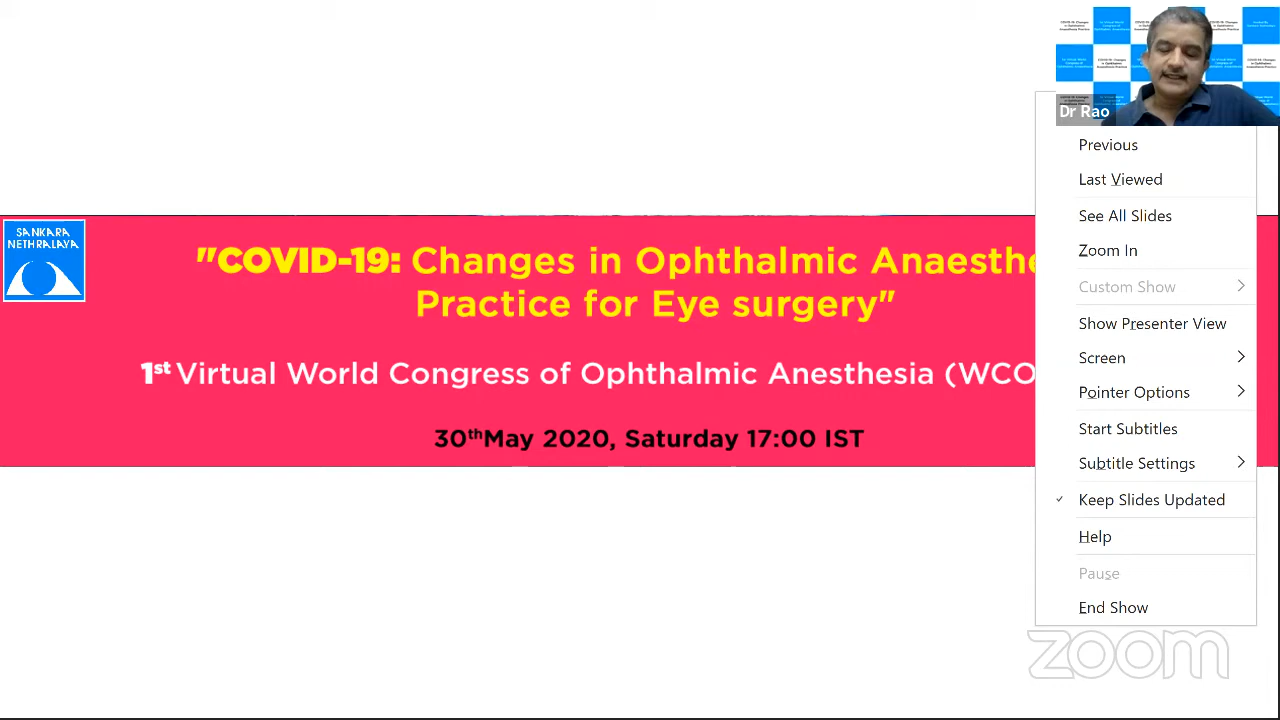 SANKARA
NETHRALAYA
"COVID-19: Changes in Ophthalmic Anaesthe
Practice for Eye surgery"
1st Virtual World Congress of Ophthalmic Anesthesia (WCO
30thMay 2020, Saturday 17:00 IST
Dr Rao
Previous
Last Viewed
See All Slides
Zoom In
Custom Show
Show Presenter View
Screen
Pointer Options
Start Subtitles
Subtitle Settings
Keep Slides Updated
Help
Pause
End Show
zoom